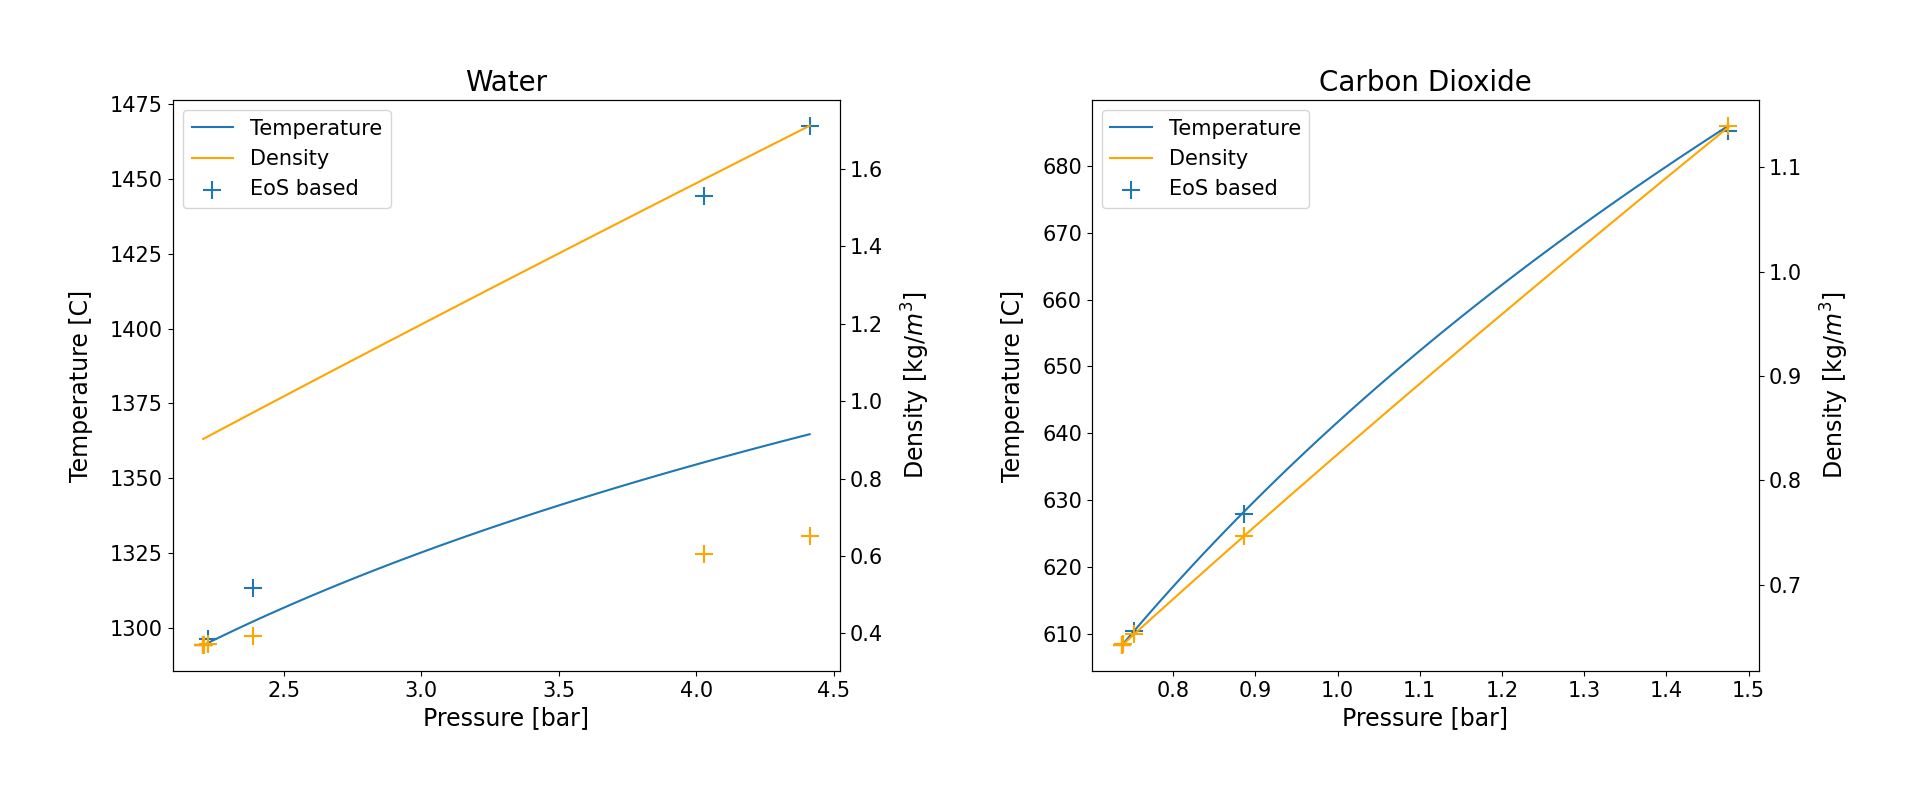 Water
Temperature
Density
EoS based
1475
1450
1425
1400
1375
1350
1325
1300
Temperature [C]
2.5
3.0
3.5
4.0
4.5
Pressure [bar]
1.6
1.4
1.2
1.0
0.8
0.6
0.4
Density [kg/m³]
Carbon Dioxide
Temperature
Density
EoS based
680
670
660
650
640
630
620
610
Temperature [C]
0.8
0.9
1.0
1.1
1.2
1.3
1.4
1.5
Pressure [bar]
1.1
1.0
0.9
0.8
0.7
Density [kg/m³]